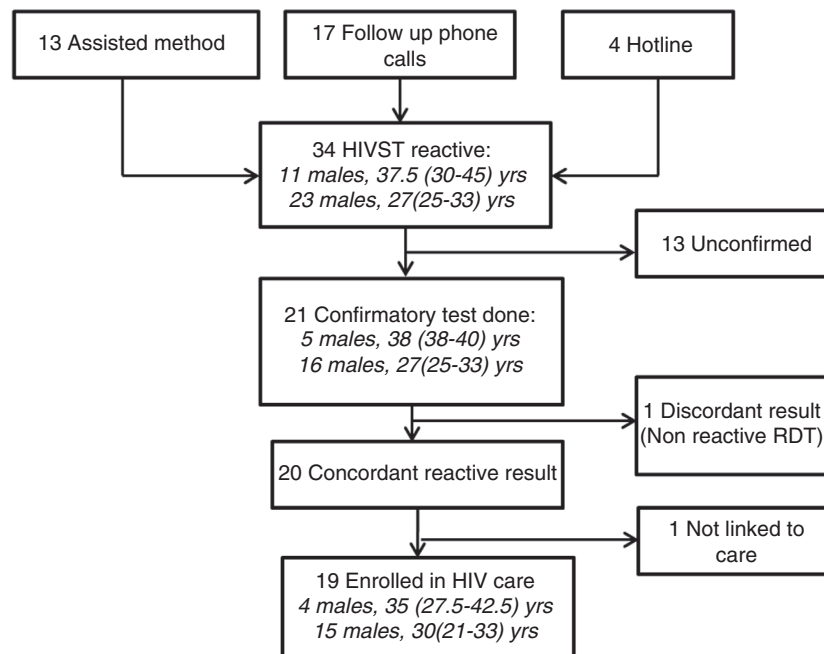 13 Assisted method
17 Follow up phone
calls
4 Hotline
34 HIVST reactive:
11 males, 37.5 (30-45) yrs
23 males, 27(25-33) yrs
13 Unconfirmed
21 Confirmatory test done:
5 males, 38 (38-40) yrs
16 males, 27(25-33) yrs
1 Discordant result
(Non reactive RDT)
20 Concordant reactive result
1 Not linked to
care
19 Enrolled in HIV care
4 males, 35 (27.5-42.5) yrs
15 males, 30(21-33) yrs